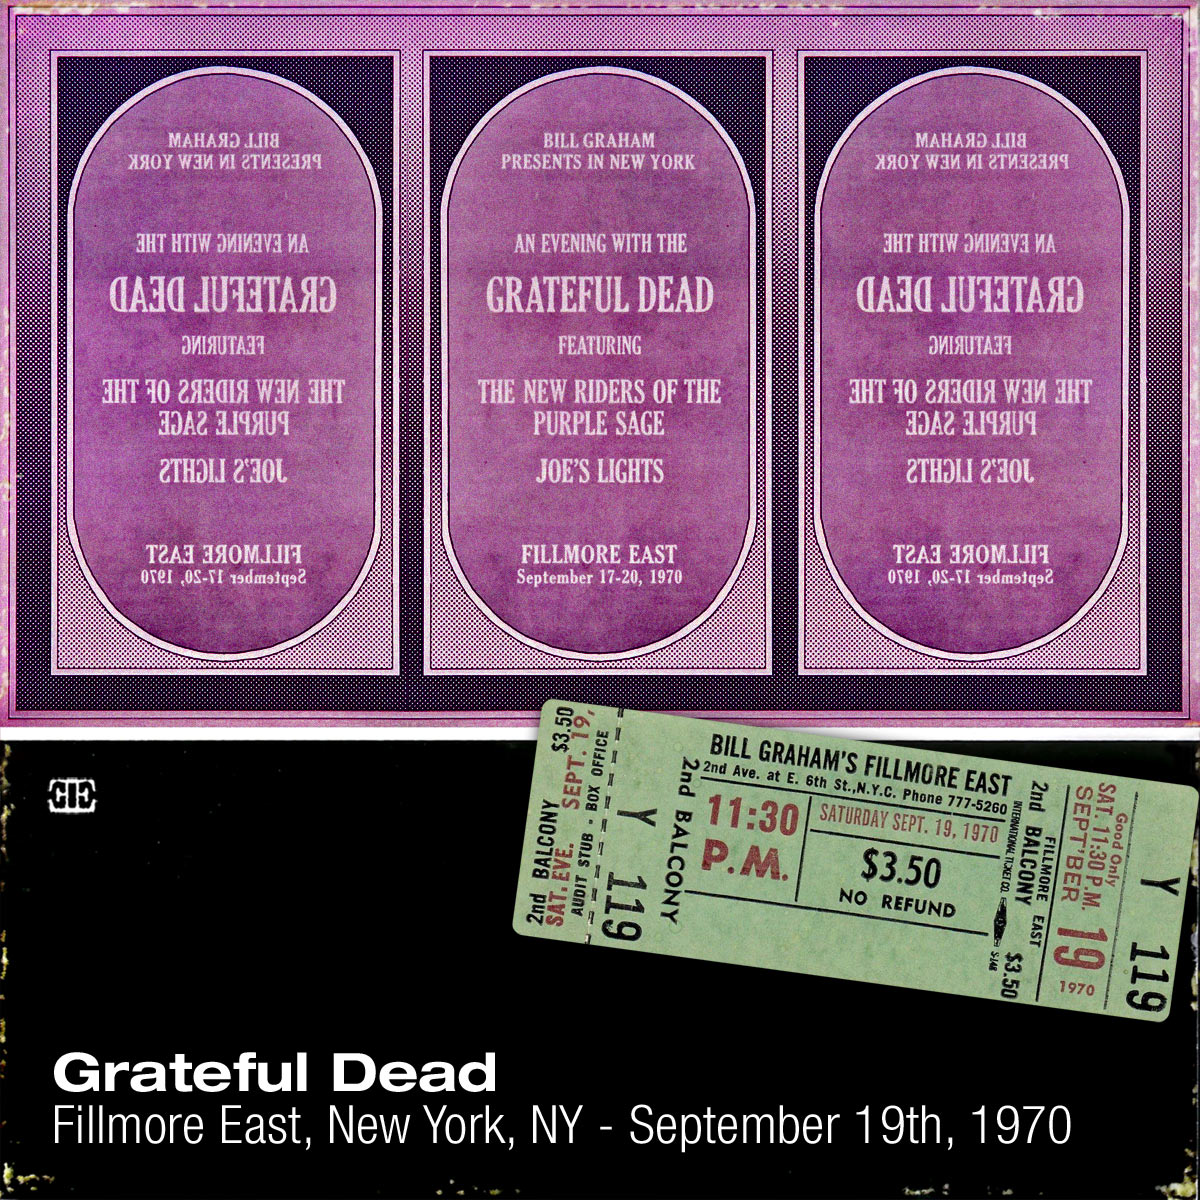 BILL GRAHAM
PRESENTS IN NEW YORK
AN EVENING WITH THE
GRATEFUL DEAD
FEATURING
THE NEW RIDERS OF THE
PURPLE SAGE
JOE'S LIGHTS
FILLMORE EAST
September 17-20, 1970
BILL GRAHAM
PRESENTS IN NEW YORK
AN EVENING WITH THE
GRATEFUL DEAD
FEATURING
THE NEW RIDERS OF THE
PURPLE SAGE
JOE'S LIGHTS
FILLMORE EAST
September 17-20, 1970
BILL GRAHAM
PRESENTS IN NEW YORK
AN EVENING WITH THE
GRATEFUL DEAD
FEATURING
THE NEW RIDERS OF THE
PURPLE SAGE
JOE'S LIGHTS
FILLMORE EAST
September 17-20, 1970
2nd BALCONY $3.50
SAT. EVE. SEPT. 19,
AUDIT STUB - BOX OFFICE
Y 119
2nd BALCONY
BILL GRAHAM'S FILLMORE EAST
2nd Ave. at E. 6th St.,N.Y.C. Phone 777-5260
11:30
P.M.
SATURDAY SEPT. 19, 1970
$3.50
NO REFUND
INTERNATIONAL TICKET CO.
S-148
2nd BALCONY $3.50
FILLMORE EAST
Good Only
SAT. 11:30 P.M.
SEPT'BER 19
1970
Y 119
Grateful Dead
Fillmore East, New York, NY - September 19th, 1970